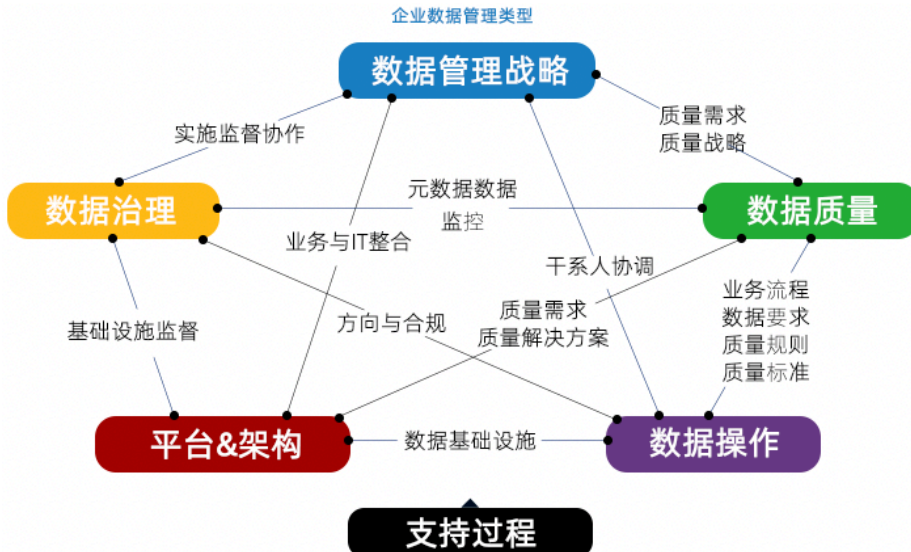 企业数据管理类型
数据管理战略
实施监督协作
质量需求
质量战略
数据治理
元数据数据
监控
数据质量
业务与IT整合
干系人协调
基础设施监督
方向与合规
质量需求
质量解决方案
业务流程
数据要求
质量规则
质量标准
平台&架构
数据基础设施
数据操作
支持过程